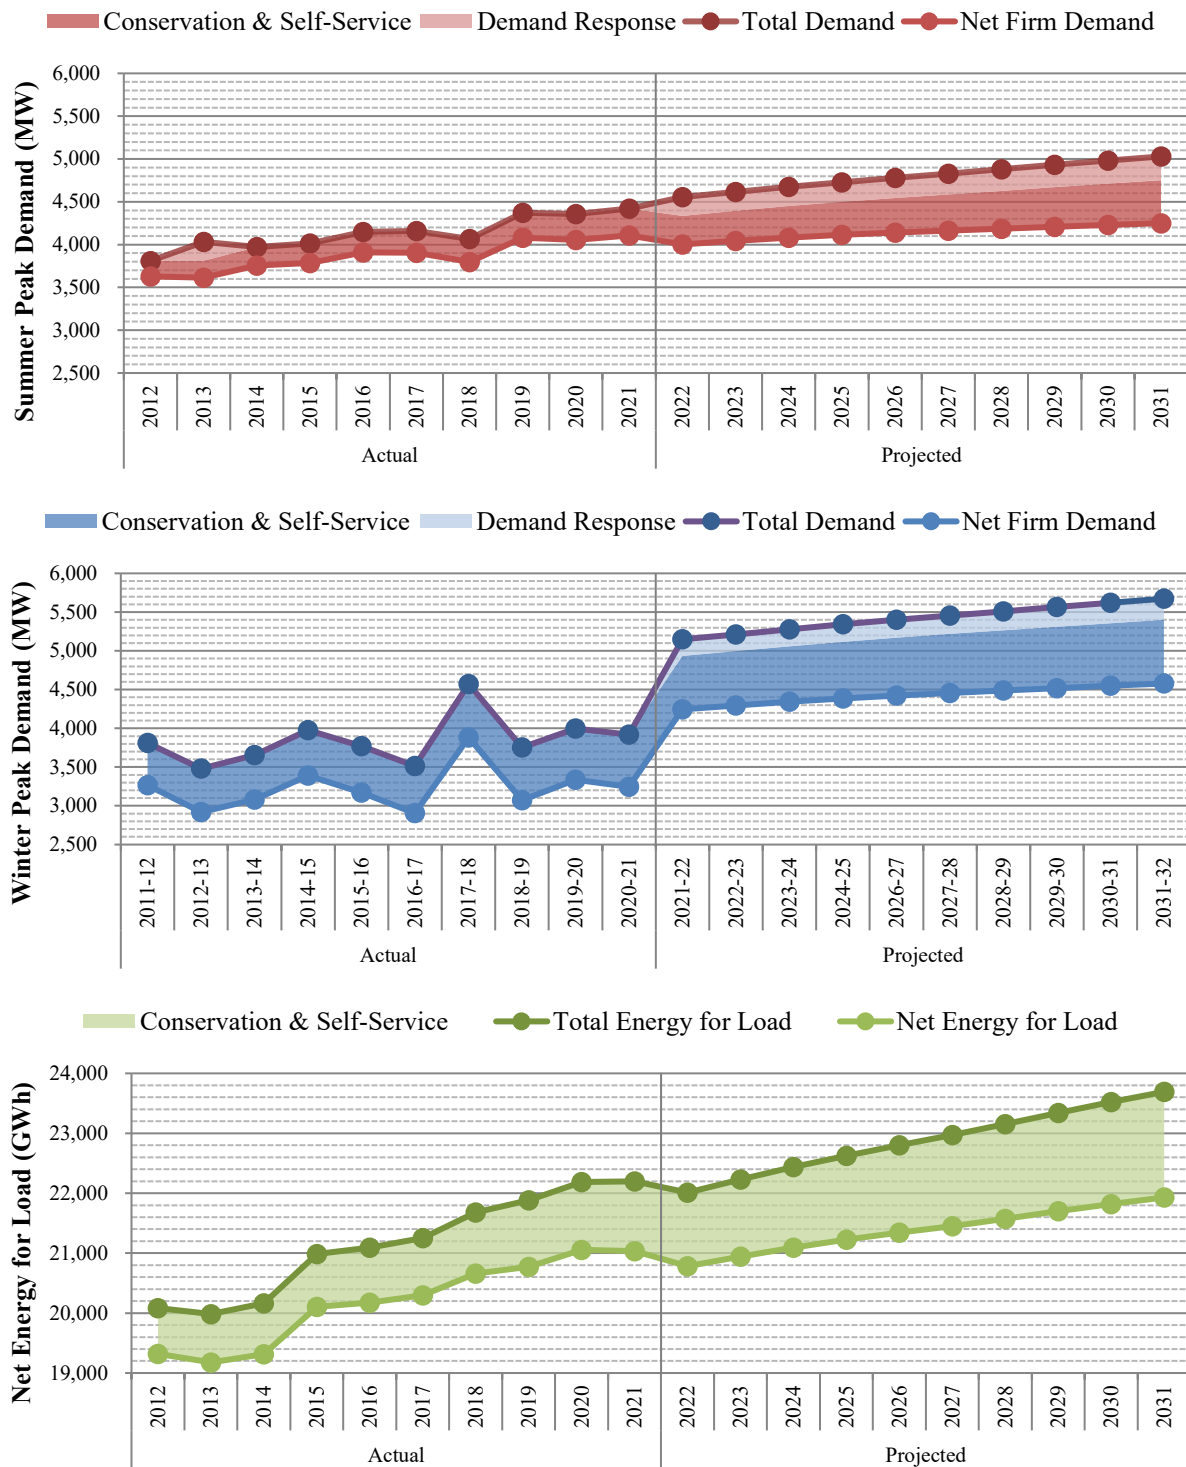 Conservation & Self-Service Demand Response Total Demand Net Firm Demand
Summer Peak Demand (MW)
6,000
5,500
5,000
4,500
4,000
3,500
3,000
2,500
2012 2013 2014 2015 2016 2017 2018 2019 2020 2021 2022 2023 2024 2025 2026 2027 2028 2029 2030 2031
Actual Projected
Conservation & Self-Service Demand Response Total Demand Net Firm Demand
Winter Peak Demand (MW)
6,000
5,500
5,000
4,500
4,000
3,500
3,000
2,500
2011-12 2012-13 2013-14 2014-15 2015-16 2016-17 2017-18 2018-19 2019-20 2020-21 2021-22 2022-23 2023-24 2024-25 2026-27 2027-28 2028-29 2029-30 2030-31 2031-32
Actual Projected
Conservation & Self-Service Total Energy for Load Net Energy for Load
Net Energy for Load (GWh)
24,000
23,000
22,000
21,000
20,000
19,000
2012 2013 2014 2015 2016 2017 2018 2019 2020 2021 2022 2023 2024 2025 2026 2027 2028 2029 2030 2031
Actual Projected